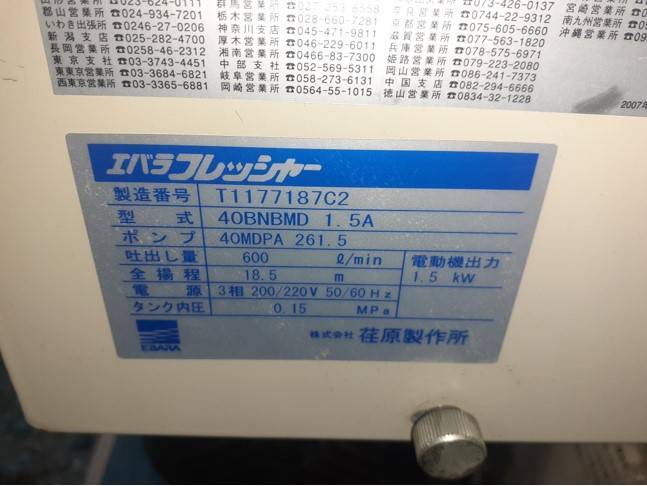 郡山営業所 ☎024-934-7201
いわき出張所 ☎0246-27-0206
新潟支店 ☎025-282-4700
長岡営業所 ☎0258-46-2312
東京支社 ☎03-3743-4451
東東京営業所 ☎03-3684-6821
西東京営業所 ☎03-3365-6881
栃木営業所 ☎028-660-7281
神奈川支店 ☎045-471-9811
厚木営業所 ☎046-229-6011
湘南営業所 ☎0466-83-7300
中部支社 ☎052-569-5311
岐阜営業所 ☎058-273-6131
岡崎営業所 ☎0564-55-1015
☎073-426-0137
☎0744-22-9312
京都営業所 ☎075-605-6660
滋賀営業所 ☎077-563-1820
兵庫営業所 ☎078-575-6971
姫路営業所 ☎079-223-2080
岡山営業所 ☎086-241-7373
中国支店 ☎082-294-6666
徳山営業所 ☎0834-32-1228
宮崎営業所
南九州営業所
沖縄営業所
2007年
エバラフレッシャー
製造番号 T1177187C2
型式 40BNBMD 1.5A
ポンプ 40MDPA 261.5
吐出し量 600 ℓ/min 電動機出力
全揚程 18.5 m 1.5 kW
電源 3相 200/220V 50/60Hz
タンク内圧 0.15 MPa
EBARA 株式会社 荏原製作所